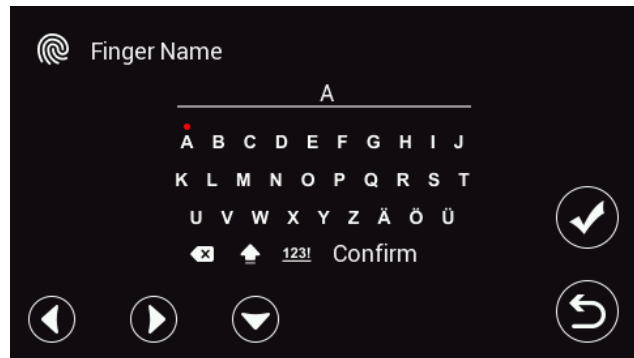 Finger Name
A
A B C D E F G H I J
K L M N O P Q R S T
U V W X Y Z Ä Ö Ü
123! Confirm